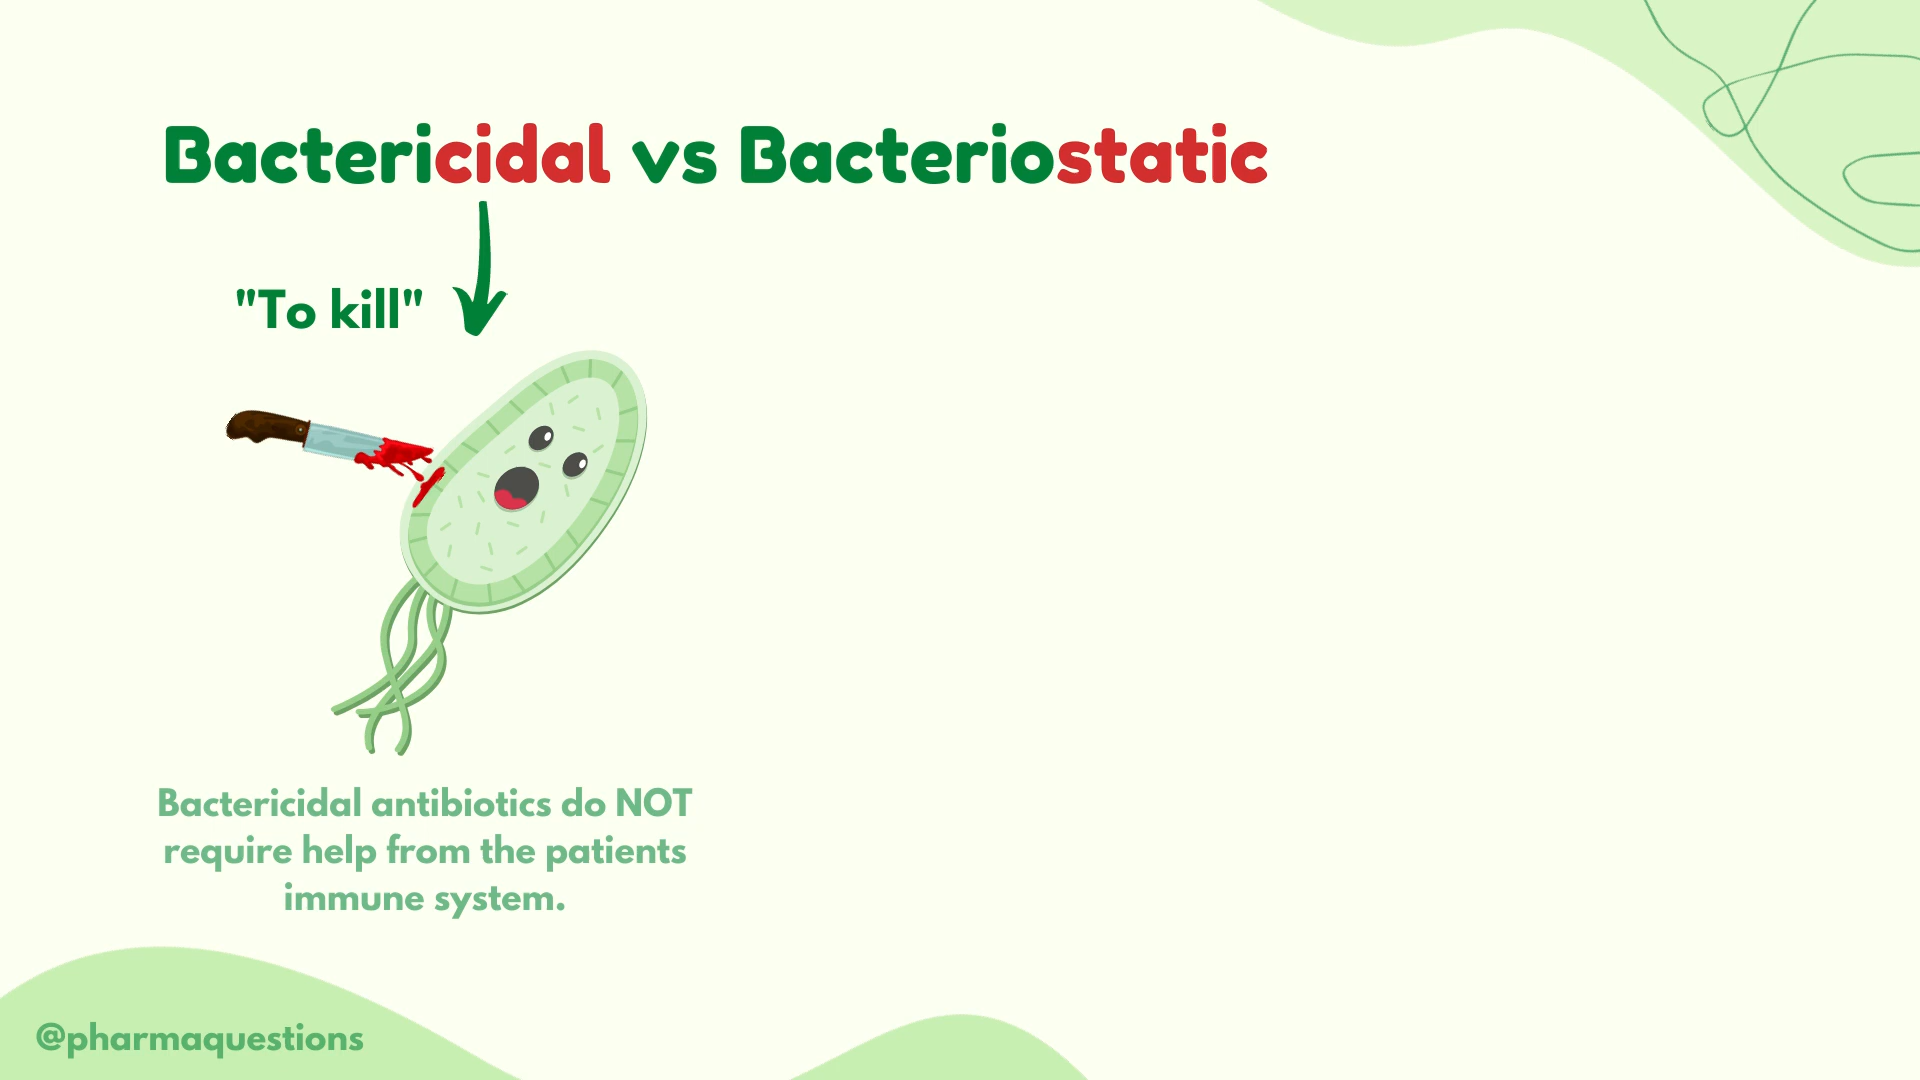 Bactericidal vs Bacteriostatic
"To kill"
Bactericidal antibiotics do NOT
require help from the patients
immune system.
@pharmaquestions